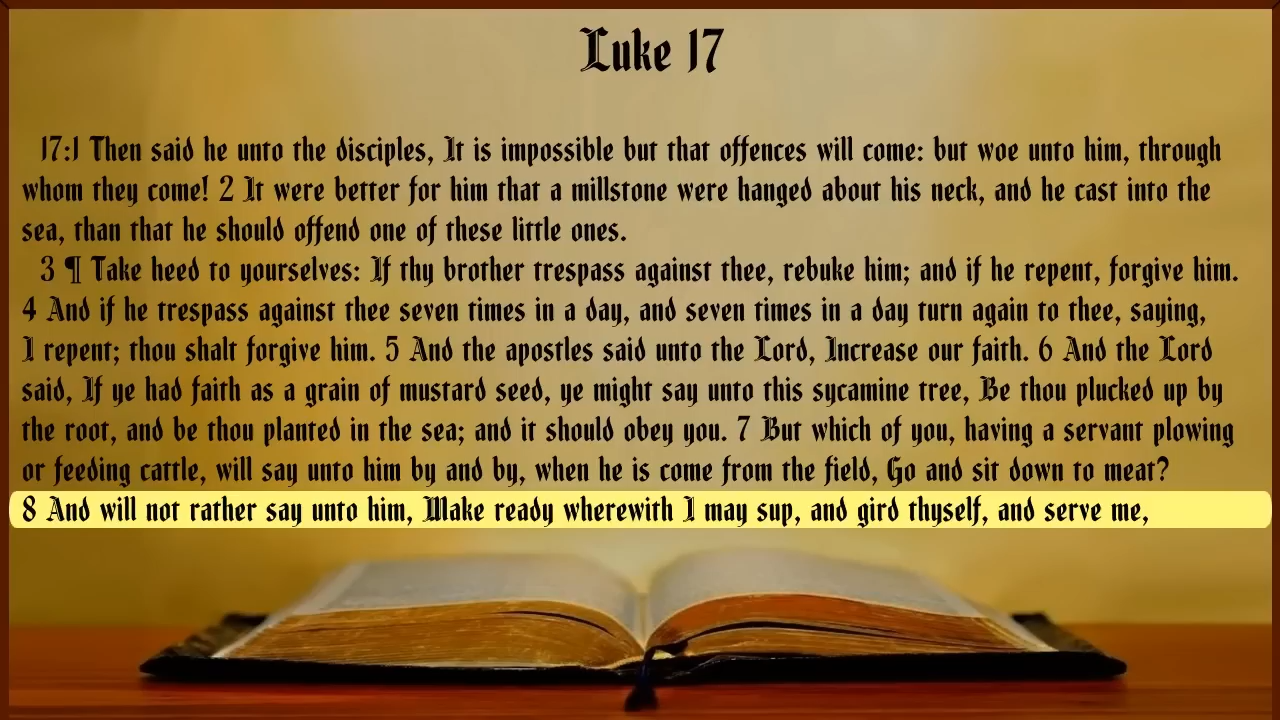 Luke 17
17:1 Then said he unto the disciples, It is impossible but that offences will come: but woe unto him, through
whom they come! 2 It were better for him that a millstone were hanged about his neck, and he cast into the
sea, than that he should offend one of these little ones.
3 ¶ Take heed to yourselves: If thy brother trespass against thee, rebuke him; and if he repent, forgive him.
4 And if he trespass against thee seven times in a day, and seven times in a day turn again to thee, saying,
I repent; thou shalt forgive him. 5 And the apostles said unto the Lord, Increase our faith. 6 And the Lord
said, If ye had faith as a grain of mustard seed, ye might say unto this sycamine tree, Be thou plucked up by
the root, and be thou planted in the sea; and it should obey you. 7 But which of you, having a servant plowing
or feeding cattle, will say unto him by and by, when he is come from the field, Go and sit down to meat?
8 And will not rather say unto him, Make ready wherewith I may sup, and gird thyself, and serve me,